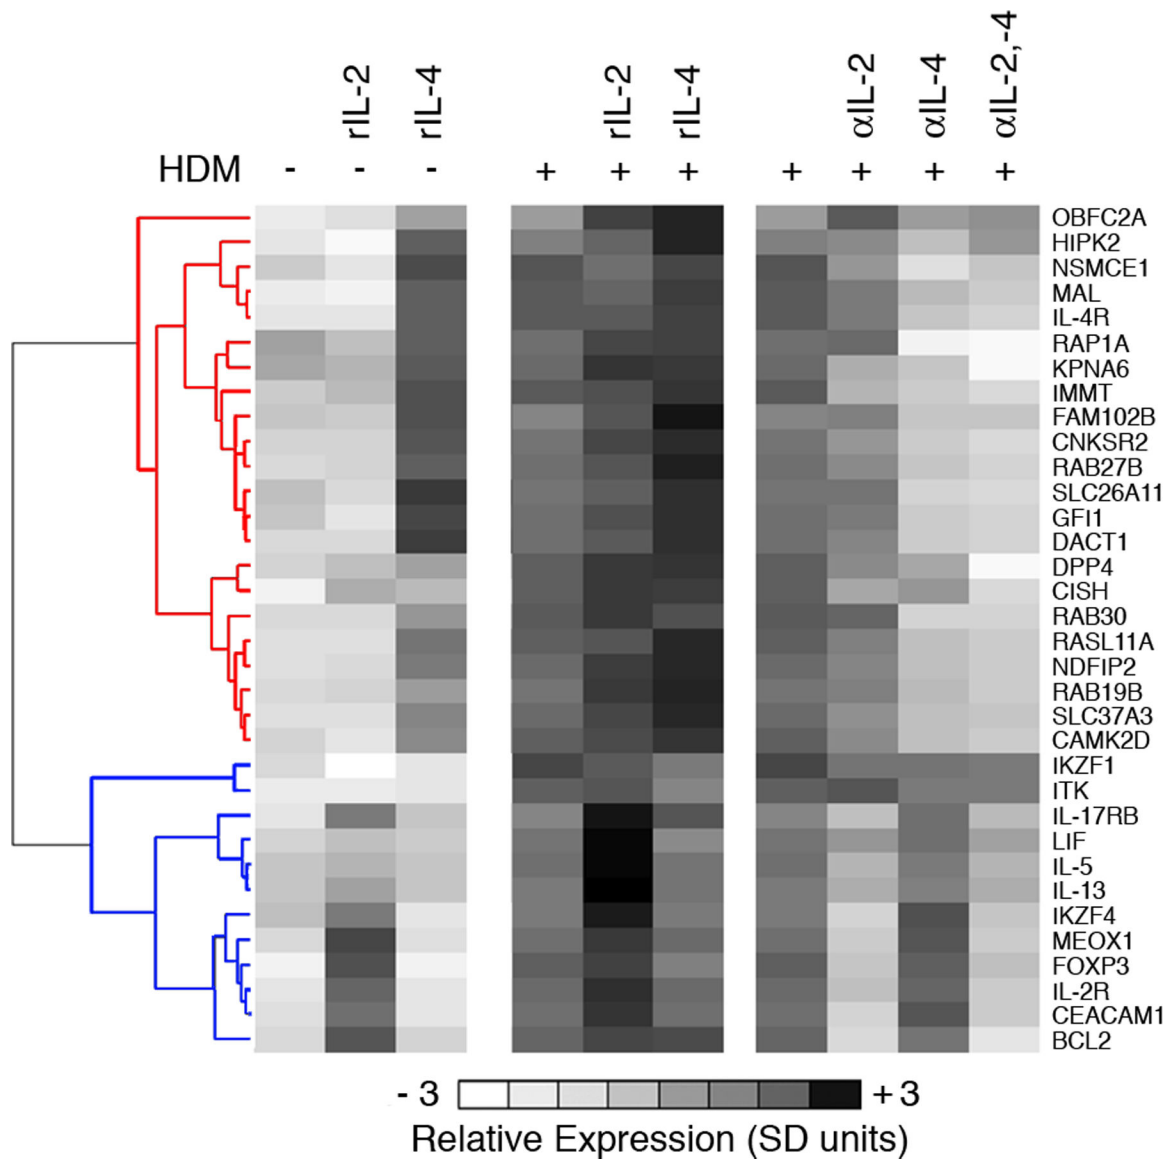 rIL-2 rIL-4 rIL-2 rIL-4 αIL-2 αIL-4 αIL-2,-4
HDM - - - + + + + + + +
OBFC2A
HIPK2
NSMCE1
MAL
IL-4R
RAP1A
KPNA6
IMMT
FAM102B
CNKSR2
RAB27B
SLC26A11
GFI1
DACT1
DPP4
CISH
RAB30
RASL11A
NDFIP2
RAB19B
SLC37A3
CAMK2D
IKZF1
ITK
IL-17RB
LIF
IL-5
IL-13
IKZF4
MEOX1
FOXP3
IL-2R
CEACAM1
BCL2
- 3 + 3
Relative Expression (SD units)